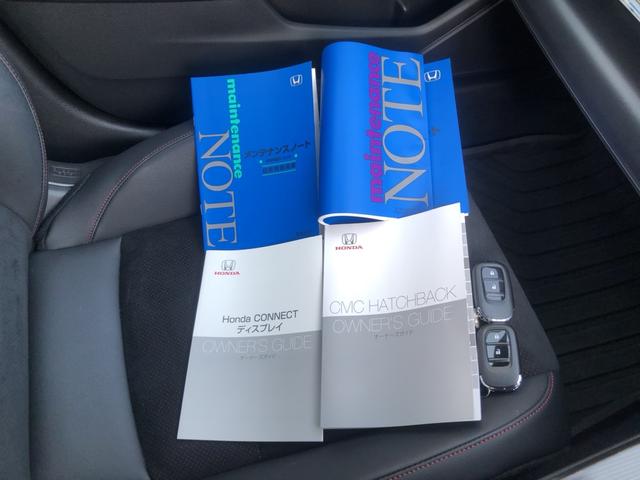 maintenance
NOTE
メンテナンスノート
maintenance
NOTE
HONDA
Honda CONNECT
ディスプレイ
OWNER'S GUIDE
オーナーズガイド
HONDA
CIVIC HATCHBACK
OWNER'S GUIDE
オーナーズガイド